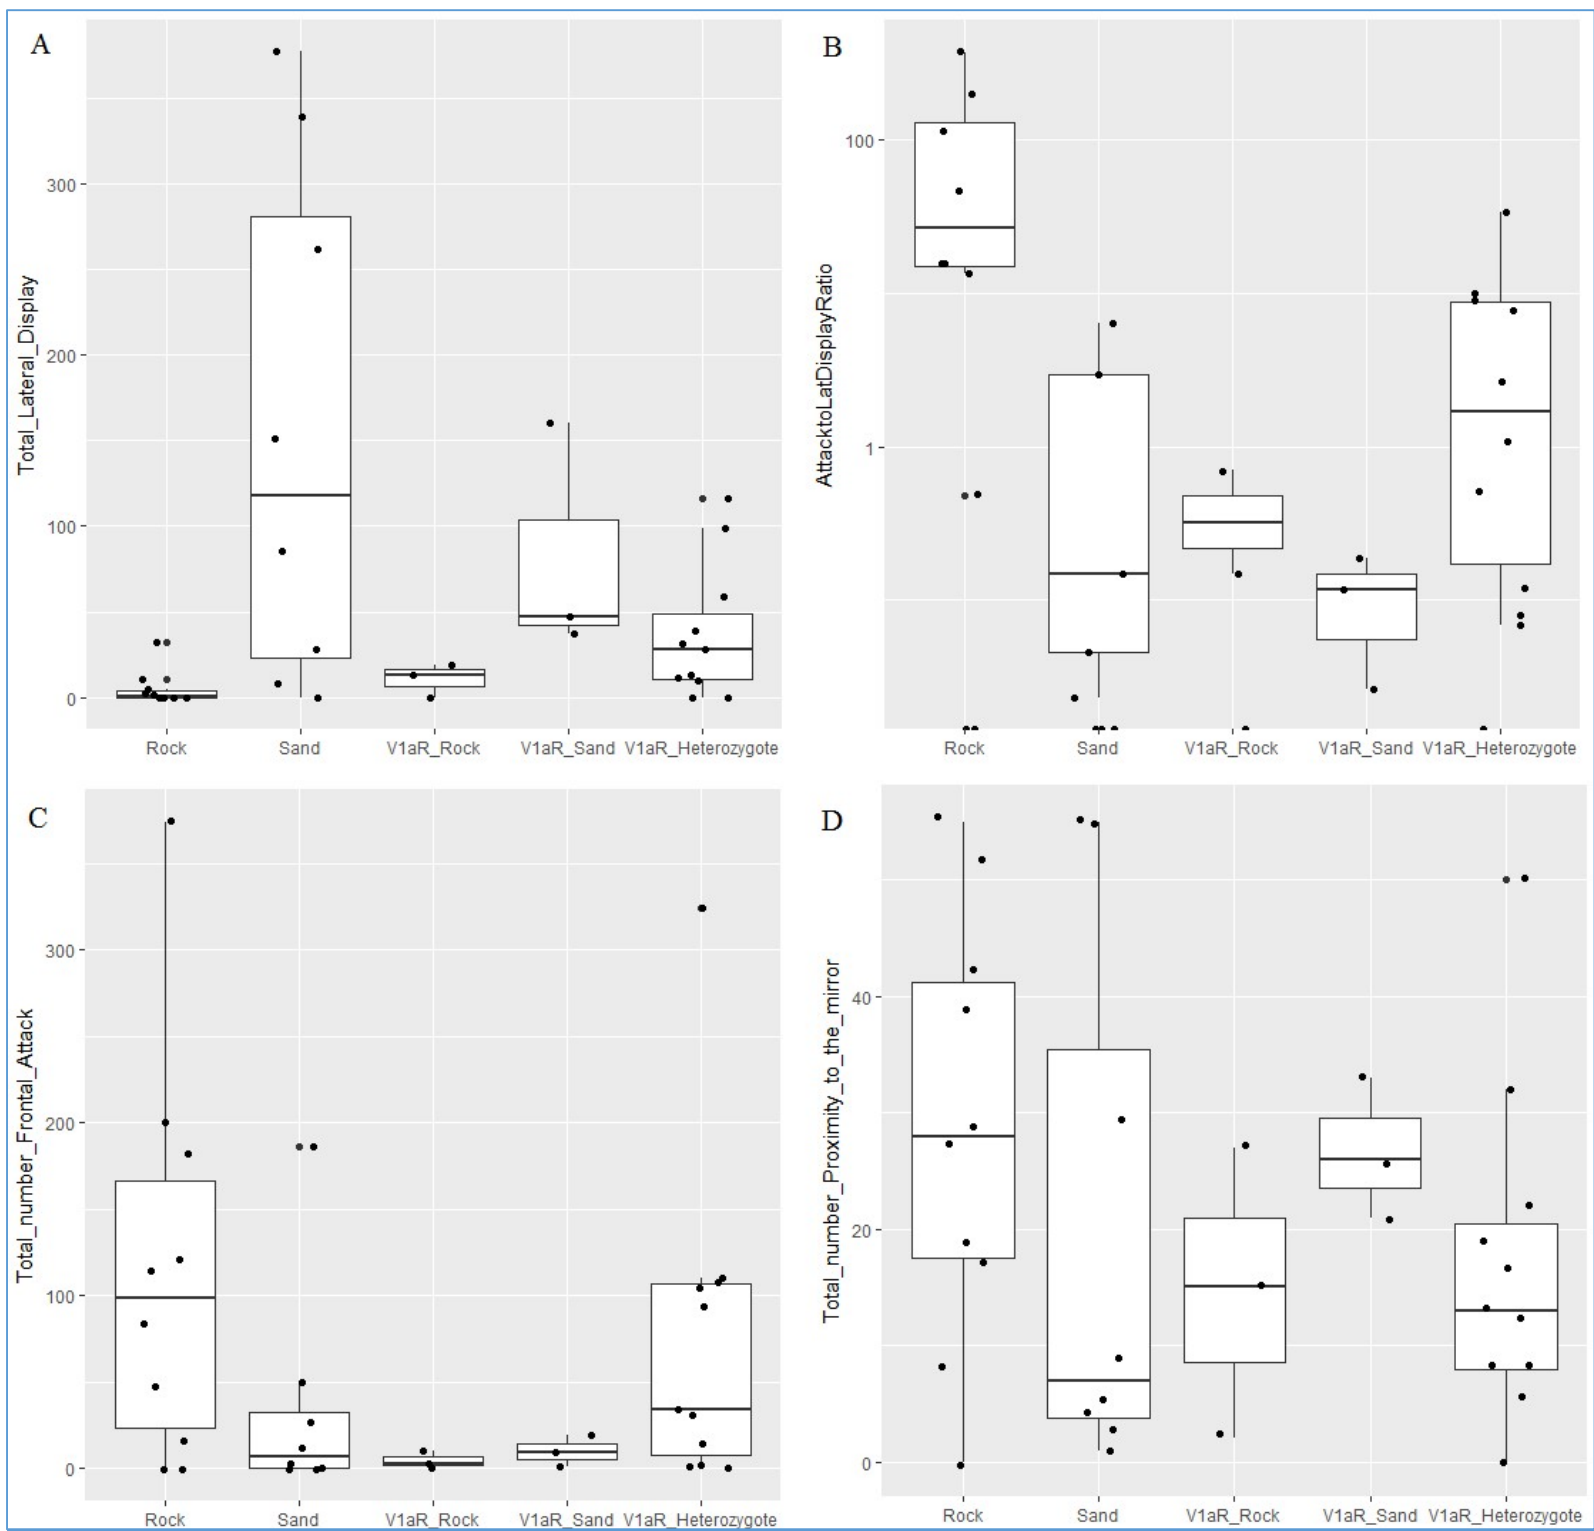 A
Total_Lateral_Display
300
200
100
0
Rock Sand V1aR_Rock V1aR_Sand V1aR_Heterozygote
B
AttacktoLatDisplayRatio
100
1
Rock Sand V1aR_Rock V1aR_Sand V1aR_Heterozygote
C
Total_number_Frontal_Attack
300
200
100
0
Rock Sand V1aR_Rock V1aR_Sand V1aR_Heterozygote
D
Total_number_Proximity_to_the_mirror
40
20
0
Rock Sand V1aR_Rock V1aR_Sand V1aR_Heterozygote